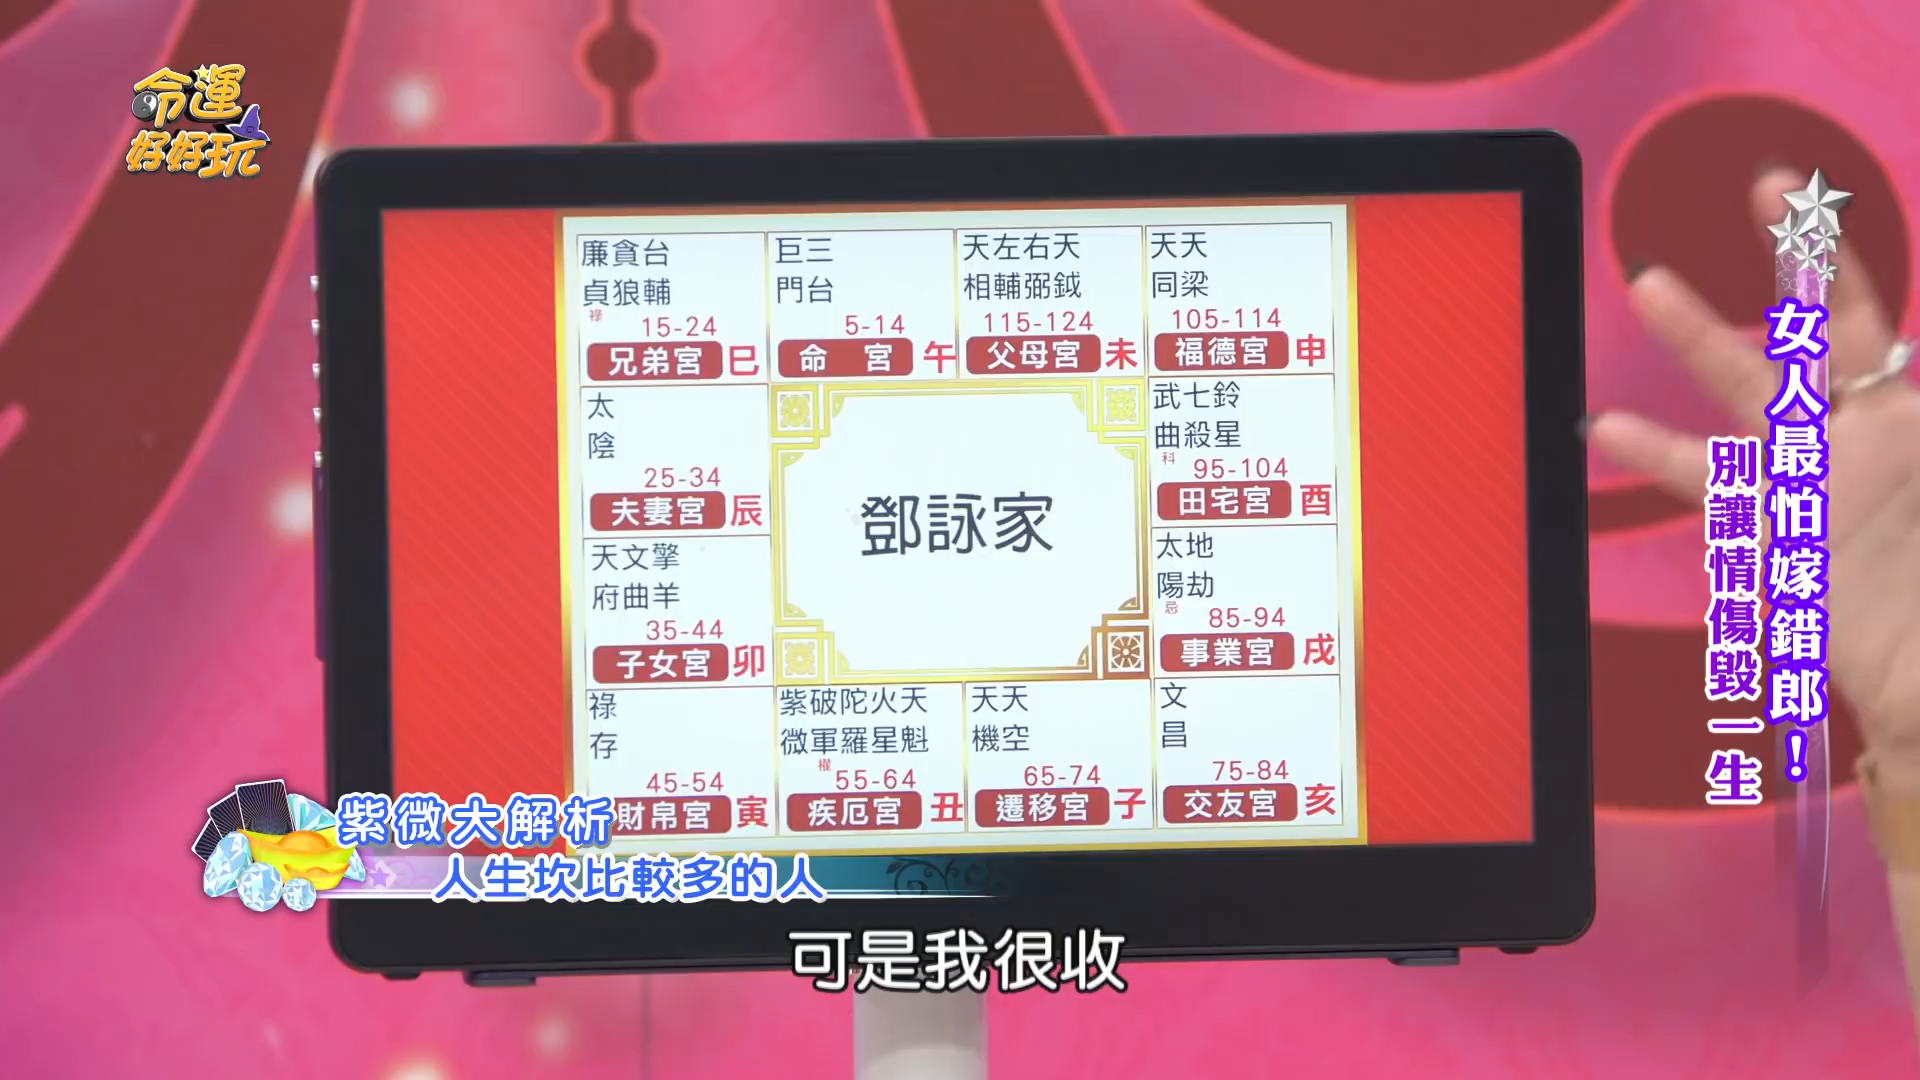 命運
好好玩
廉貪台
貞狼輔
祿
15-24
兄弟宮 巳
巨三
門台
5-14
命宮 午
天左右天
相輔弼鉞
115-124
父母宮 未
天天
同梁
105-114
福德宮 申
太
陰
25-34
夫妻宮 辰
武七鈴
曲殺星
科
95-104
田宅宮 酉
鄧詠家
天文擎
府曲羊
35-44
子女宮 卯
太地
陽劫
忌
85-94
事業宮 戌
祿
存
45-54
財帛宮 寅
紫破陀火天
微軍羅星魁
權
55-64
疾厄宮 丑
天天
機空
65-74
遷移宮 子
文
昌
75-84
交友宮 亥
女人最怕嫁錯郎！
別讓情傷毀一生
紫微大解析
人生坎比較多的人
可是我很收